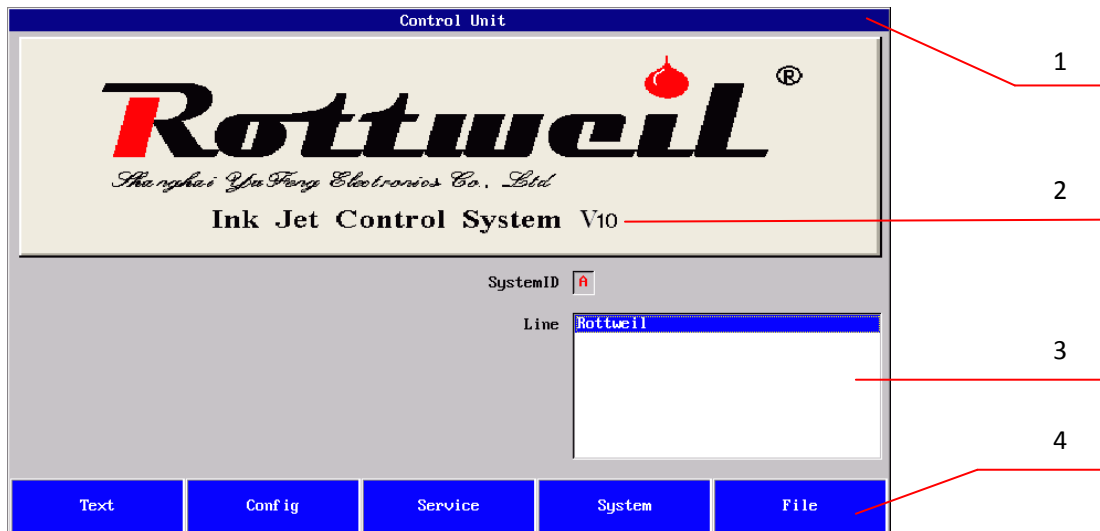 Control Unit
Rottweil ®
Shanghai YuFeng Electronics Co., Ltd
Ink Jet Control System V10
SystemID A
Line Rottweil
Text Config Service System File
1
2
3
4